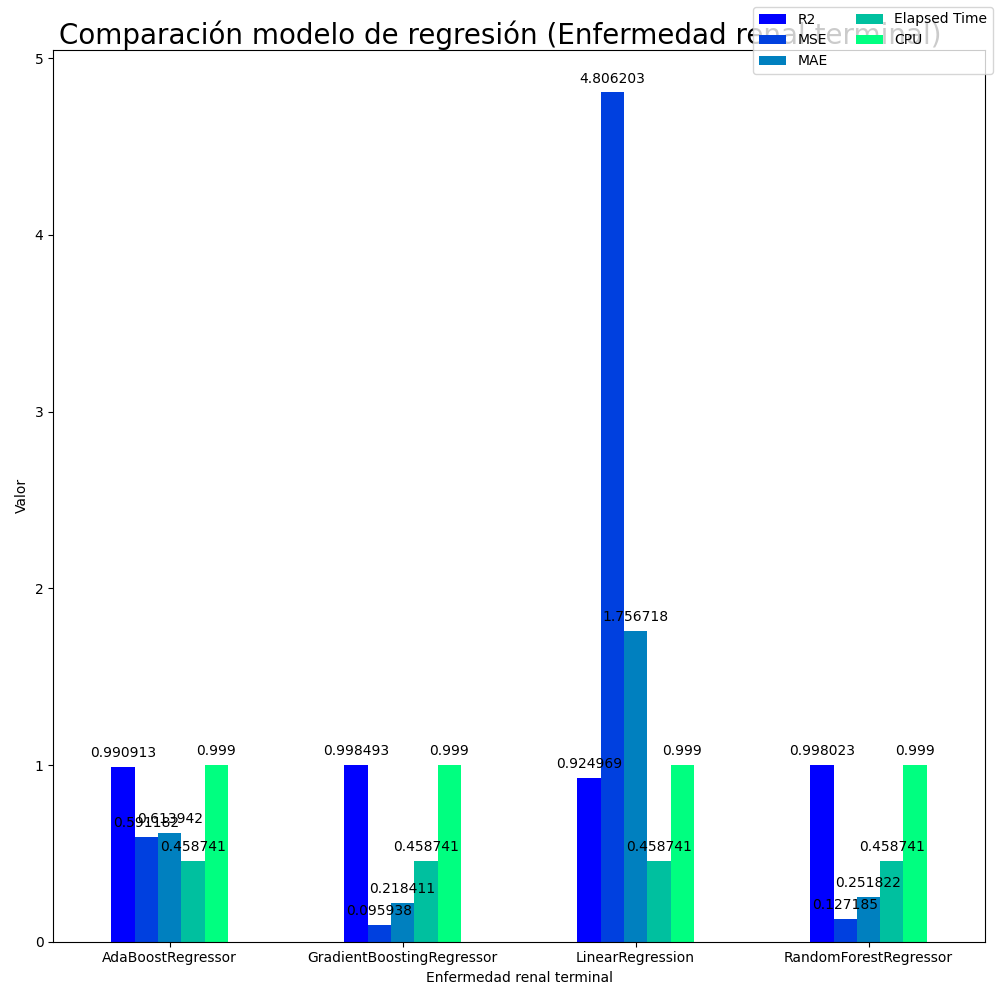 Comparación modelo de regresión (Enfermedad renal terminal)
R2
MSE
MAE
Elapsed Time
CPU
Valor
5
4
3
2
1
0
0.990913
0.591182
0.613942
0.458741
0.999
0.998493
0.095938
0.218411
0.458741
0.999
0.924969
4.806203
1.756718
0.458741
0.999
0.998023
0.127185
0.251822
0.458741
0.999
AdaBoostRegressor
GradientBoostingRegressor
LinearRegression
RandomForestRegressor
Enfermedad renal terminal